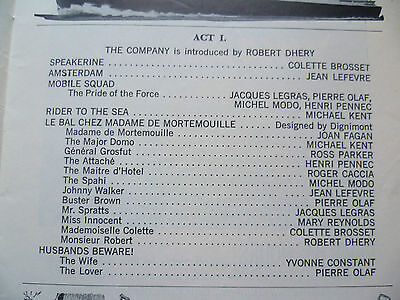 ACT I.
THE COMPANY is introduced by ROBERT DHERY
SPEAKERINE . . . . . . . . . . . . . . . . . . . . . . . . COLETTE BROSSET
AMSTERDAM . . . . . . . . . . . . . . . . . . . . . . . . JEAN LEFEVRE
MOBILE SQUAD
The Pride of the Force . . . . . . . . JACQUES LEGRAS, PIERRE OLAF,
MICHEL MODO, HENRI PENNEC
RIDER TO THE SEA . . . . . . . . . . . . . . . . . . . . MICHAEL KENT
LE BAL CHEZ MADAME DE MORTEMOUILLE . . . . . . Designed by Dignimont
Madame de Mortemouille . . . . . . . . . . . . . . . . JOAN FAGAN
The Major Domo . . . . . . . . . . . . . . . . . . . . MICHAEL KENT
Général Grosfut . . . . . . . . . . . . . . . . . . . . ROSS PARKER
The Attaché . . . . . . . . . . . . . . . . . . . . HENRI PENNEC
The Maitre d'Hotel . . . . . . . . . . . . . . . . . . ROGER CACCIA
The Spahi . . . . . . . . . . . . . . . . . . . . MICHEL MODO
Johnny Walker . . . . . . . . . . . . . . . . . . . . JEAN LEFEVRE
Buster Brown . . . . . . . . . . . . . . . . . . . . PIERRE OLAF
Mr. Spratts . . . . . . . . . . . . . . . . . . . . JACQUES LEGRAS
Miss Innocent . . . . . . . . . . . . . . . . . . . . MARY REYNOLDS
Mademoiselle Colette . . . . . . . . . . . . . . . . COLETTE BROSSET
Monsieur Robert . . . . . . . . . . . . . . . . . . ROBERT DHERY
HUSBANDS BEWARE!
The Wife . . . . . . . . . . . . . . . . . . . . YVONNE CONSTANT
The Lover . . . . . . . . . . . . . . . . . . . . PIERRE OLAF